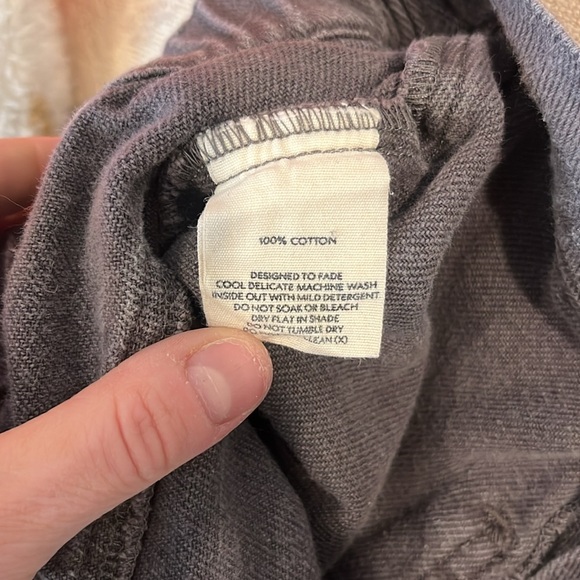 100% COTTON
DESIGNED TO FADE
COOL DELICATE MACHINE WASH
INSIDE OUT WITH MILD DETERGENT
DO NOT SOAK OR BLEACH
DRY FLAT IN SHADE
DO NOT TUMBLE DRY
(X)